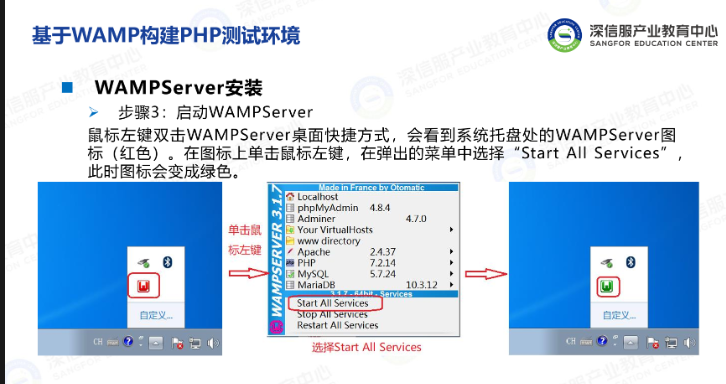 基于WAMP构建PHP测试环境
深信服产业教育中心
SANGFOR EDUCATION CENTER
WAMPServer安装
步骤3：启动WAMPServer
鼠标左键双击WAMPServer桌面快捷方式，会看到系统托盘处的WAMPServer图
标（红色）。在图标上单击鼠标左键，在弹出的菜单中选择“Start All Services”，
此时图标会变成绿色。
自定义...
CH
单击鼠
标左键
WAMPSERVER 3.1.7
Made in France by Otomatic
Localhost
phpMyAdmin 4.8.4
Adminer 4.7.0
Your VirtualHosts
www directory
Apache 2.4.37
PHP 7.2.14
MySQL 5.7.24
MariaDB 10.3.12
3.1.7 - 64bit - Services
Start All Services
Stop All Services
Restart All Services
选择Start All Services
自定义...
CH